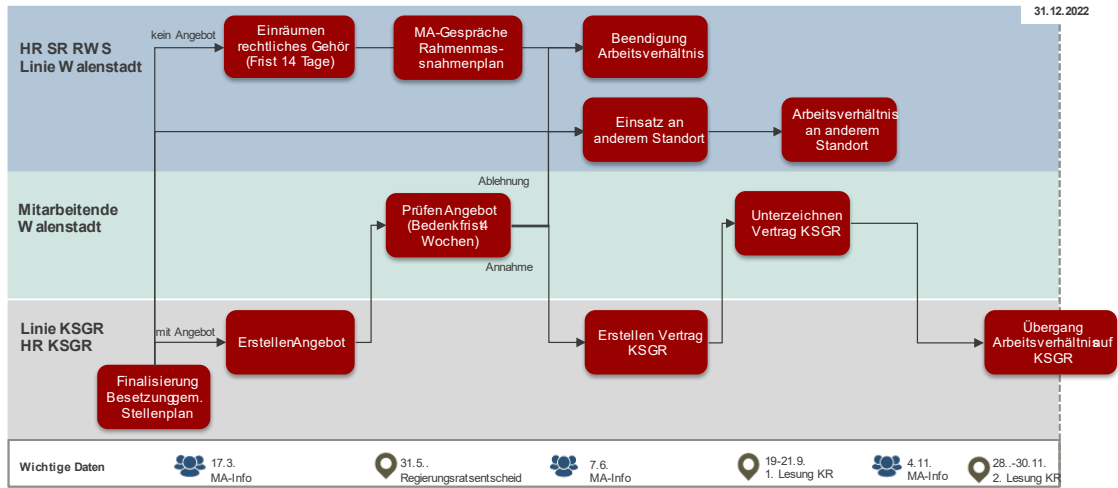 31.12.2022
HR SR RWS
Linie Walenstadt
kein Angebot
Einräumen
rechtliches Gehör
(Frist 14 Tage)
MA-Gespräche
Rahmenmas-
snahmenplan
Beendigung
Arbeitsverhältnis
Einsatz an
anderem Standort
Arbeitsverhältnis
an anderem
Standort
Ablehnung
Mitarbeitende
Walenstadt
Prüfen Angebot
(Bedenkfrist 4
Wochen)
Unterzeichnen
Vertrag KSGR
Annahme
Linie KSGR
HR KSGR
mit Angebot
Erstellen Angebot
Erstellen Vertrag
KSGR
Übergang
Arbeitsverhältnis auf
KSGR
Finalisierung
Besetzung gem.
Stellenplan
Wichtige Daten
17.3.
MA-Info
31.5..
Regierungsratsentscheid
7.6.
MA-Info
19-21.9.
1. Lesung KR
4.11.
MA-Info
28..-30.11.
2. Lesung KR